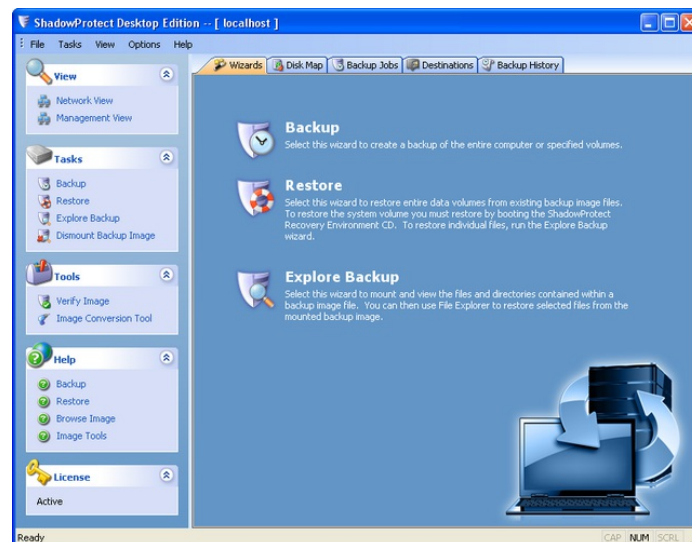 ShadowProtect Desktop Edition -- [ localhost ]
File Tasks View Options Help
View
Network View
Management View
Tasks
Backup
Restore
Explore Backup
Dismount Backup Image
Tools
Verify Image
Image Conversion Tool
Help
Backup
Restore
Browse Image
Image Tools
License
Active
Wizards Disk Map Backup Jobs Destinations Backup History
Backup
Select this wizard to create a backup of the entire computer or specified volumes.
Restore
Select this wizard to restore entire data volumes from existing backup image files.
To restore the system volume you must restore by booting the ShadowProtect
Recovery Environment CD. To restore individual files, run the Explore Backup
wizard.
Explore Backup
Select this wizard to mount and view the files and directories contained within a
backup image file. You can then use File Explorer to restore selected files from the
mounted backup image.
Ready
CAP NUM SCRL